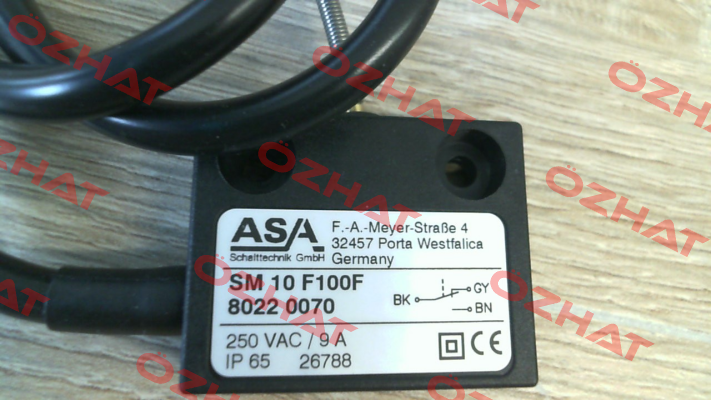 ÖZHAT
ÖZHAT
ÖZHAT
ÖZHAT
ÖZHAT
ÖZHAT
ÖZHAT
ÖZHAT
ÖZHAT
ASA
Schalttechnik GmbH
F.-A.-Meyer-Straße 4
32457 Porta Westfalica
Germany
SM 10 F100F
8022 0070
BK GY
BN
250 VAC / 9 A
IP 65 26788
CE